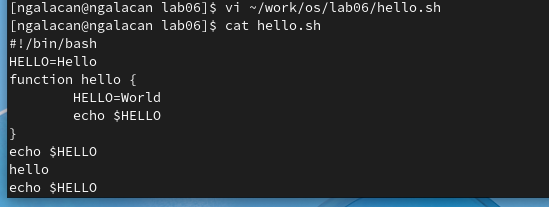 [ngalacan@ngalacan lab06]$ vi ~/work/os/lab06/hello.sh
[ngalacan@ngalacan lab06]$ cat hello.sh
#!/bin/bash
HELLO=Hello
function hello {
        HELLO=World
        echo $HELLO
}
echo $HELLO
hello
echo $HELLO